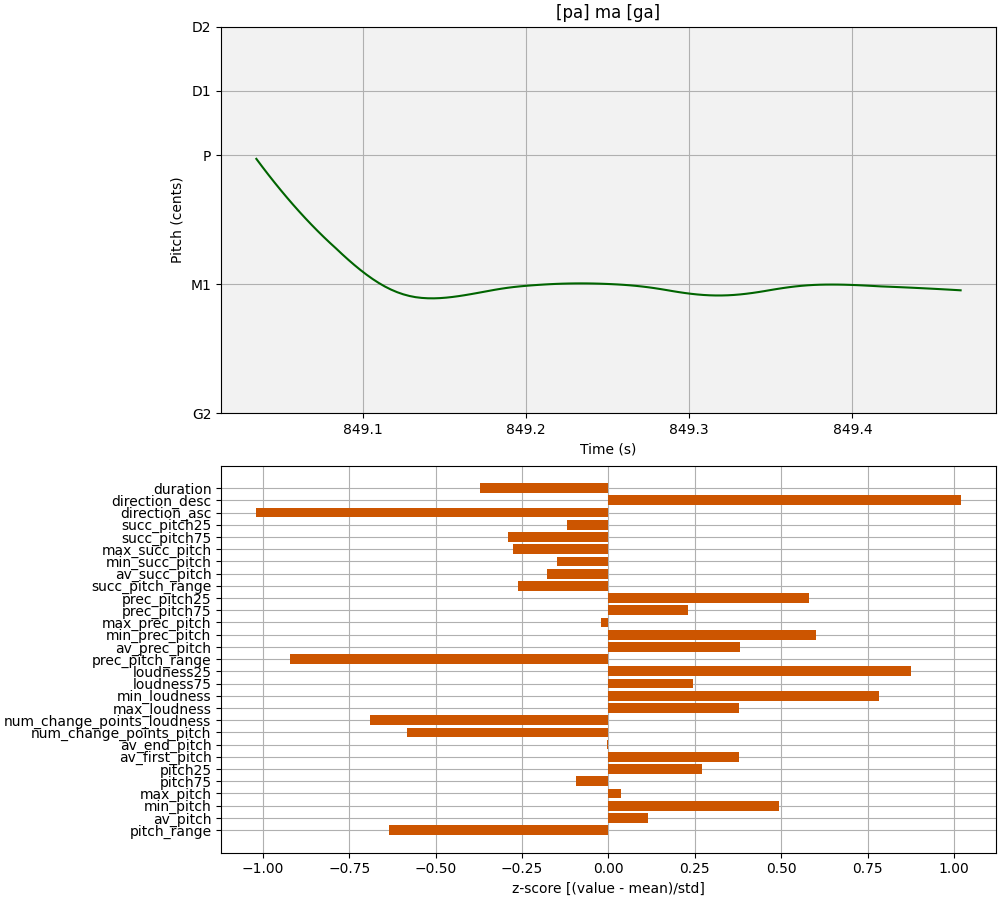 [pa] ma [ga]
D2
D1
P
M1
G2
Pitch (cents)
849.1 849.2 849.3 849.4
Time (s)
duration
direction_desc
direction_asc
succ_pitch25
succ_pitch75
max_succ_pitch
min_succ_pitch
av_succ_pitch
succ_pitch_range
prec_pitch25
prec_pitch75
max_prec_pitch
min_prec_pitch
av_prec_pitch
prec_pitch_range
loudness25
loudness75
min_loudness
max_loudness
num_change_points_loudness
num_change_points_pitch
av_end_pitch
av_first_pitch
pitch25
pitch75
max_pitch
min_pitch
av_pitch
pitch_range
−1.00 −0.75 −0.50 −0.25 0.00 0.25 0.50 0.75 1.00
z-score [(value - mean)/std]